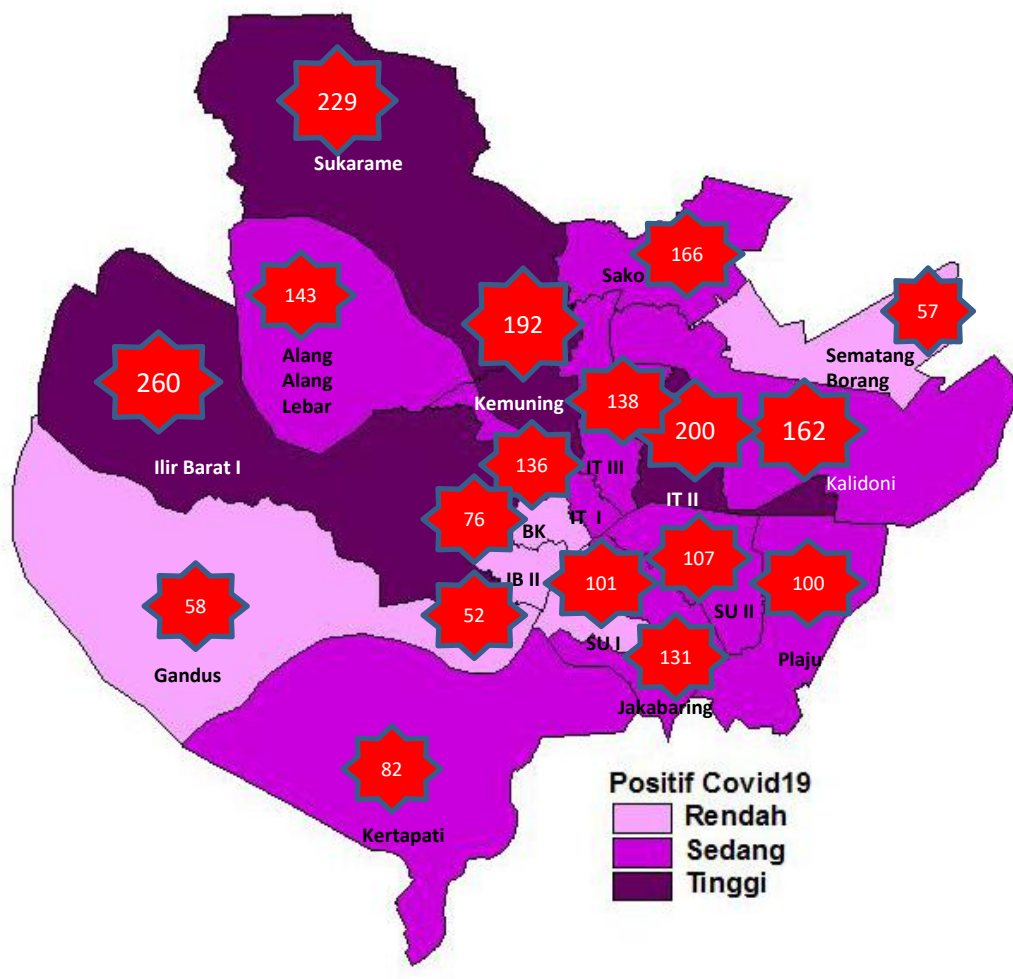 229
Sukarame
166
Sako
143
Alang
Alang
Lebar
57
Sematang
Borang
192
Kemuning
260
Ilir Barat I
138
200
162
136
IT III
IT II
Kalidoni
76
BK
IT I
107
101
100
IB II
58
52
SU II
SU I
Gandus
131
Plaju
Jakabaring
82
Kertapati
Positif Covid19
Rendah
Sedang
Tinggi